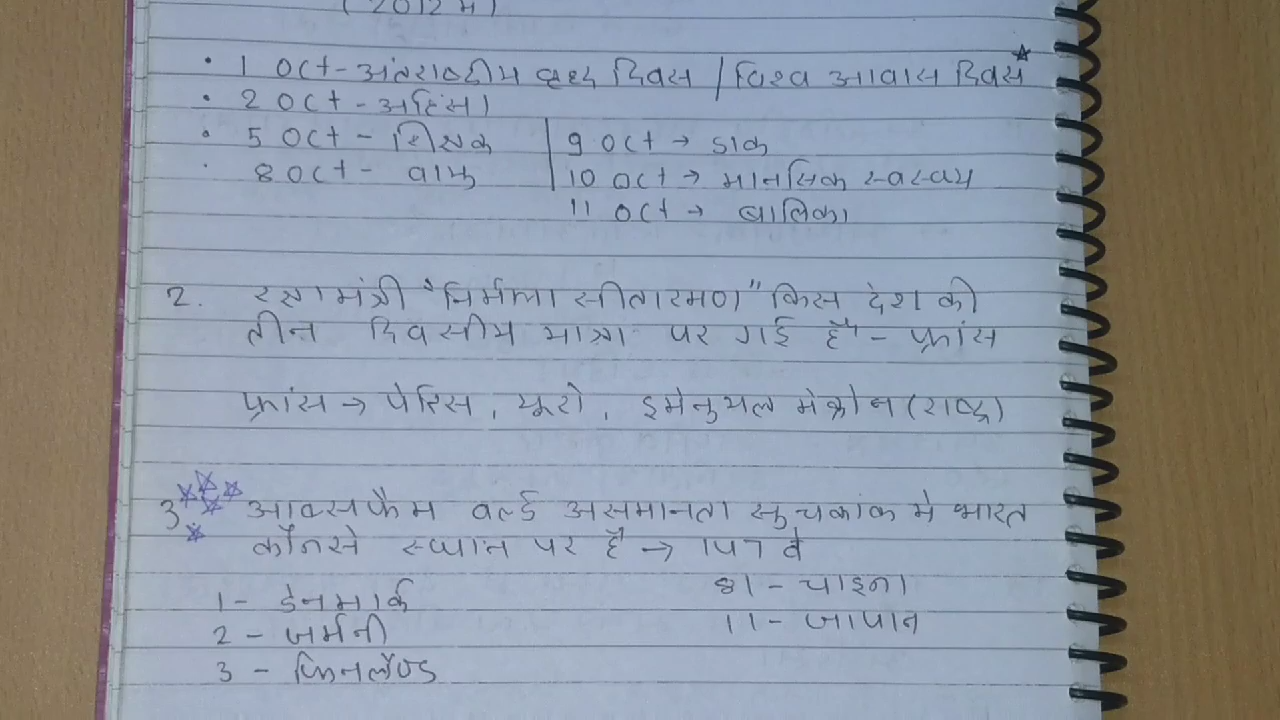 (2012 में)
• 1 Oct - अंतराष्ट्रीय वृद्ध दिवस / विश्व आवास दिवस
• 2 Oct - अहिंसा
• 5 Oct - शिक्षक
• 8 Oct - वायु
9 Oct → डाक
10 Oct → मानसिक स्वास्थ्य
11 Oct → बालिका
2. रक्षामंत्री "निर्मला सीतारमण" किस देश की
तीन दिवसीय यात्रा पर गई हैं - फ्रांस
फ्रांस → पेरिस, यूरो, इमेनुयल मेक्रोन (राष्ट्र)
3 आक्सफैम वर्ल्ड असमानता सुचकांक मे भारत
कौनसे स्थान पर है → 147 वें
1 - डेनमार्क
2 - जर्मनी
3 - फिनलैण्ड
81 - चाइना
11 - जापान